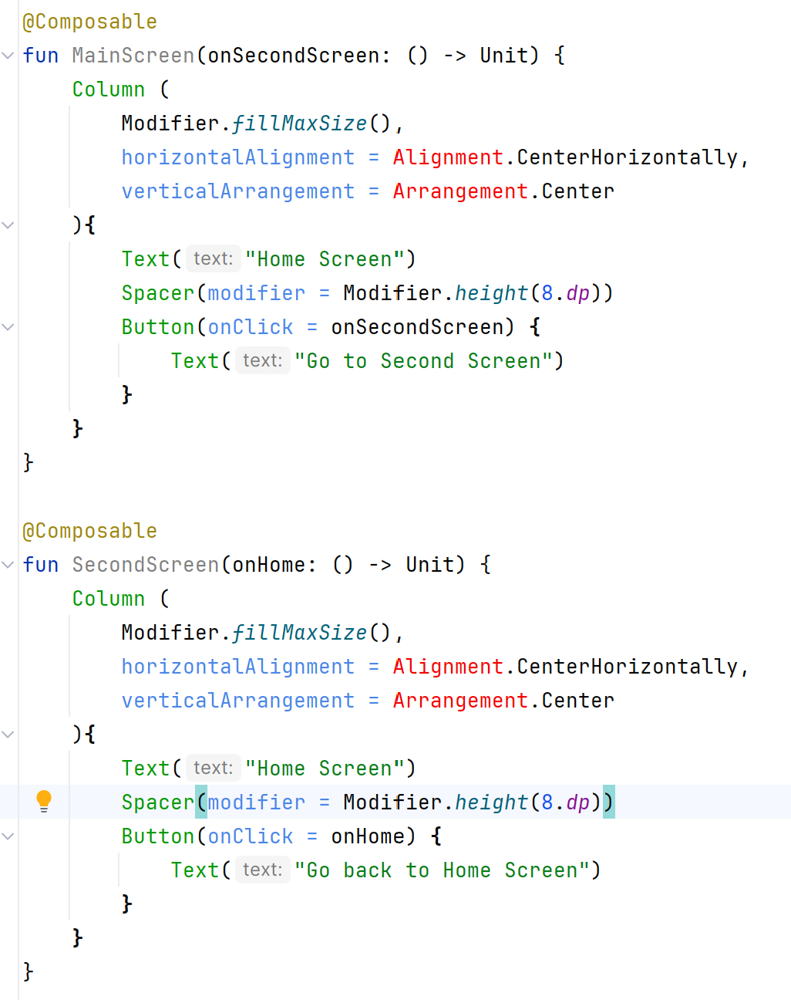 @Composable
fun MainScreen(onSecondScreen: () -> Unit) {
    Column (
        Modifier.fillMaxSize(),
        horizontalAlignment = Alignment.CenterHorizontally,
        verticalArrangement = Arrangement.Center
    ){
        Text( text: "Home Screen")
        Spacer(modifier = Modifier.height(8.dp))
        Button(onClick = onSecondScreen) {
            Text( text: "Go to Second Screen")
        }
    }
}

@Composable
fun SecondScreen(onHome: () -> Unit) {
    Column (
        Modifier.fillMaxSize(),
        horizontalAlignment = Alignment.CenterHorizontally,
        verticalArrangement = Arrangement.Center
    ){
        Text( text: "Home Screen")
        Spacer(modifier = Modifier.height(8.dp))
        Button(onClick = onHome) {
            Text( text: "Go back to Home Screen")
        }
    }
}